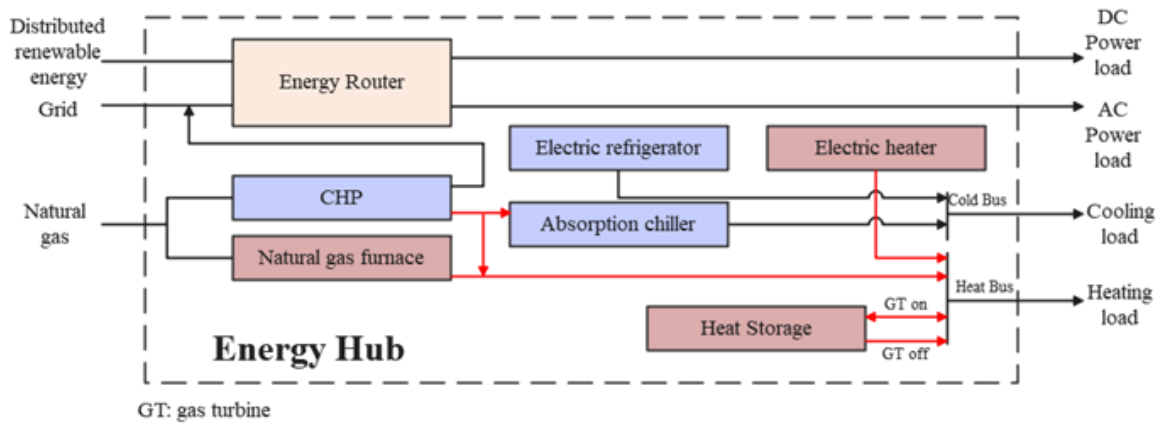 Distributed
renewable
energy
Grid
Natural
gas
Energy Router
CHP
Natural gas furnace
Electric refrigerator
Absorption chiller
Electric heater
Heat Storage
GT on
GT off
Cold Bus
Heat Bus
DC
Power
load
AC
Power
load
Cooling
load
Heating
load
Energy Hub
GT: gas turbine